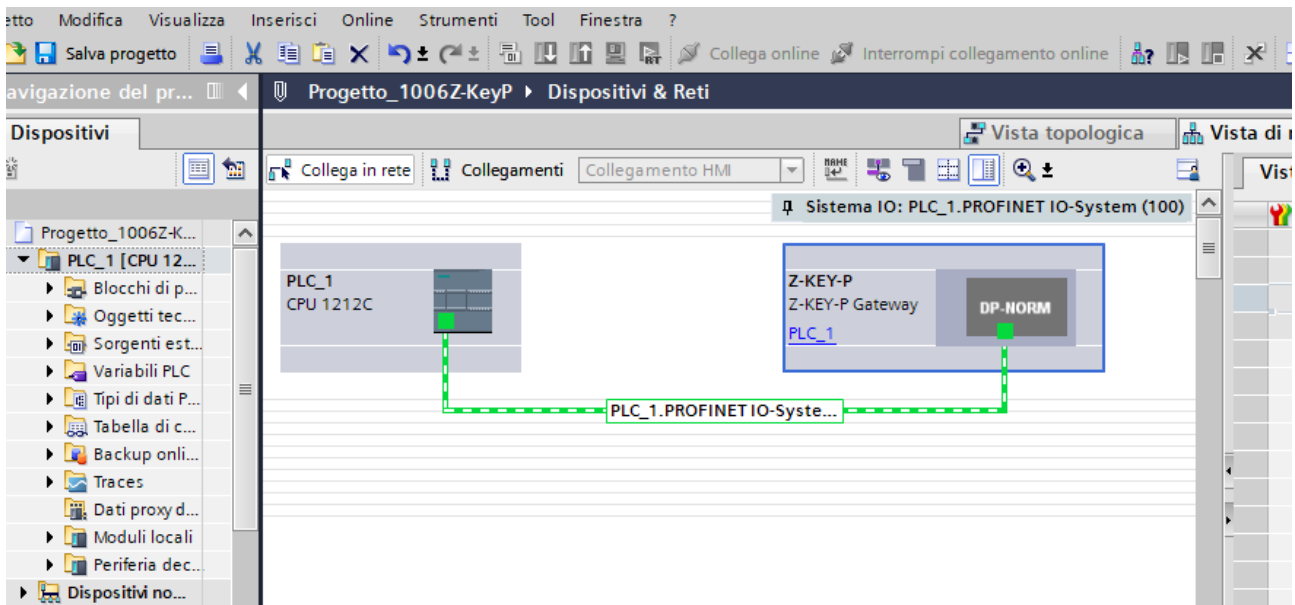 etto Modifica Visualizza Inserisci Online Strumenti Tool Finestra ?
Salva progetto RT Collega online Interrompi collegamento online
avigazione del pr... Progetto_1006Z-KeyP Dispositivi & Reti
Dispositivi Vista topologica Vista di r
Collega in rete Collegamenti Collegamento HMI NAME Vist
Sistema IO: PLC_1.PROFINET IO-System (100)
Progetto_1006Z-K...
PLC_1 [CPU 12...
Blocchi di p...
Oggetti tec...
Sorgenti est...
Variabili PLC
Tipi di dati P...
Tabella di c...
Backup onli...
Traces
Dati proxy d...
Moduli locali
Periferia dec...
Dispositivi no...
PLC_1
CPU 1212C
Z-KEY-P
Z-KEY-P Gateway
PLC_1
DP-NORM
PLC_1.PROFINET IO-Syste...